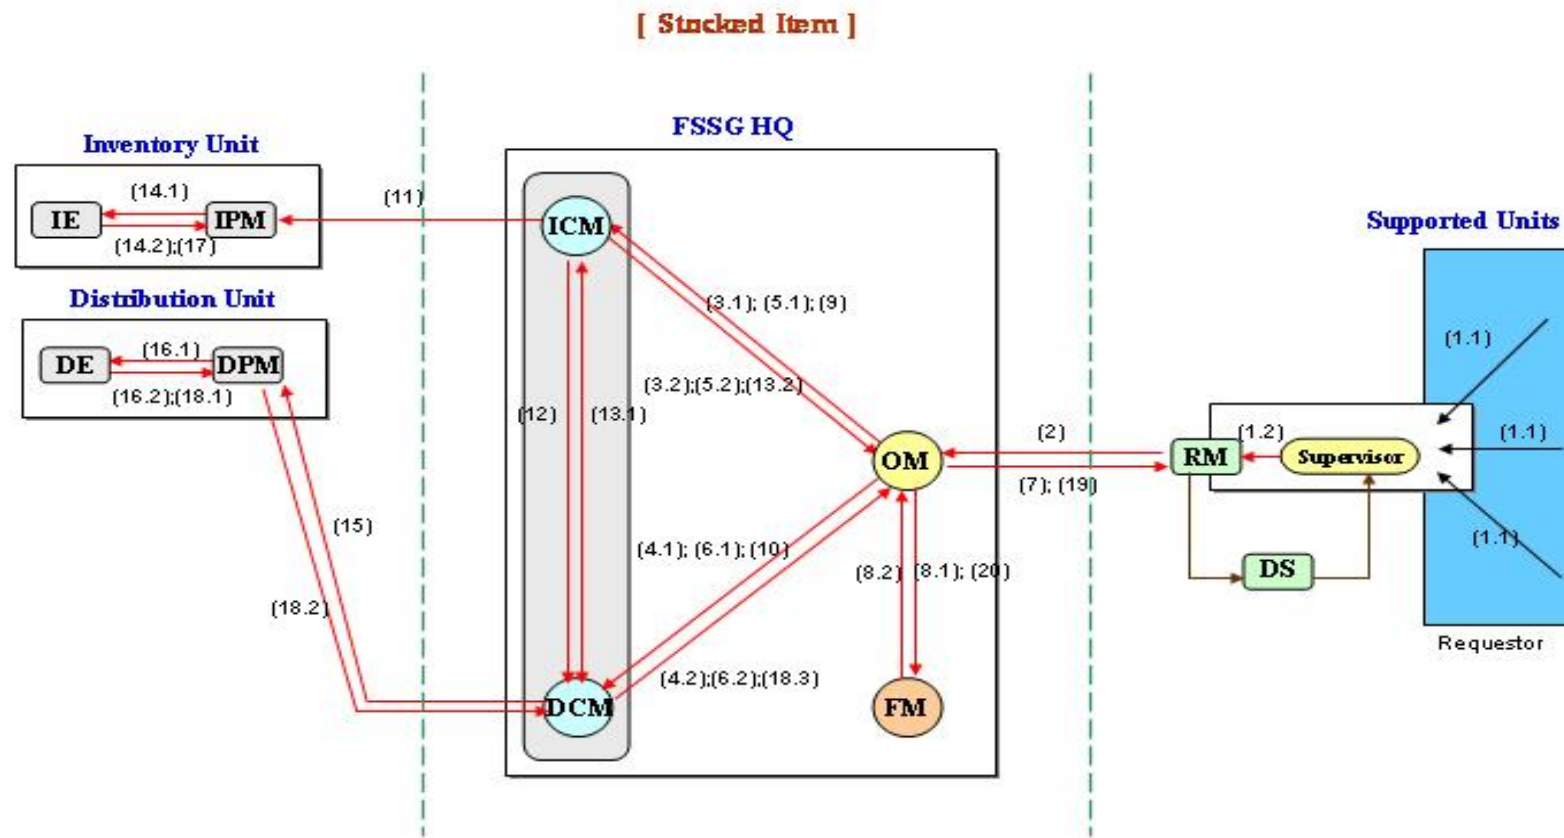 [ Stocked Item ]
FSSG HQ
Inventory Unit
(14.1)
IE
IPM
(14.2);(17)
(11)
ICM
Supported Units
Distribution Unit
(3.1); (5.1); (9)
(16.1)
DE
DPM
(16.2);(18.1)
(3.2);(5.2);(13.2)
(12)
(13.1)
(1.1)
(1.1)
(1.1)
(2)
(1.2)
OM
RM
Supervisor
(7); (19)
(15)
(4.1); (6.1); (10)
(8.2)
(8.1); (20)
DS
(18.2)
(4.2);(6.2);(18.3)
Requestor
DCM
FM